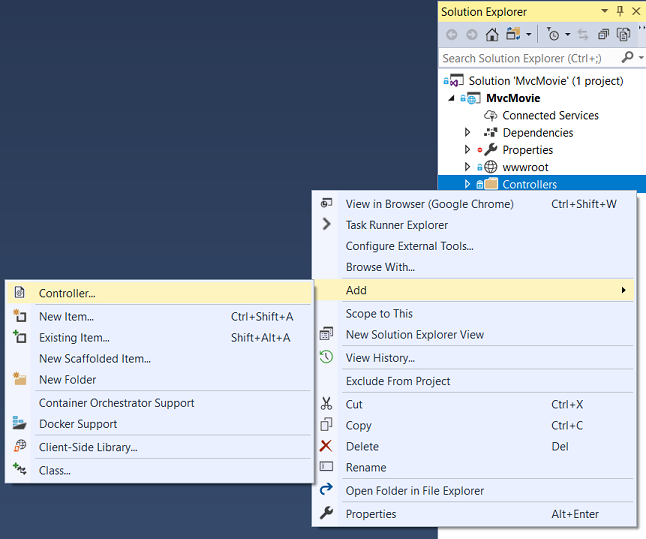 Solution Explorer
Search Solution Explorer (Ctrl+;)
Solution 'MvcMovie' (1 project)
MvcMovie
Connected Services
Dependencies
Properties
wwwroot
Controllers
View in Browser (Google Chrome) Ctrl+Shift+W
Task Runner Explorer
Configure External Tools...
Browse With...
Add
Scope to This
New Solution Explorer View
View History...
Exclude From Project
Cut Ctrl+X
Copy Ctrl+C
Delete Del
Rename
Open Folder in File Explorer
Properties Alt+Enter
Controller...
New Item... Ctrl+Shift+A
Existing Item... Shift+Alt+A
New Scaffolded Item...
New Folder
Container Orchestrator Support
Docker Support
Client-Side Library...
Class...